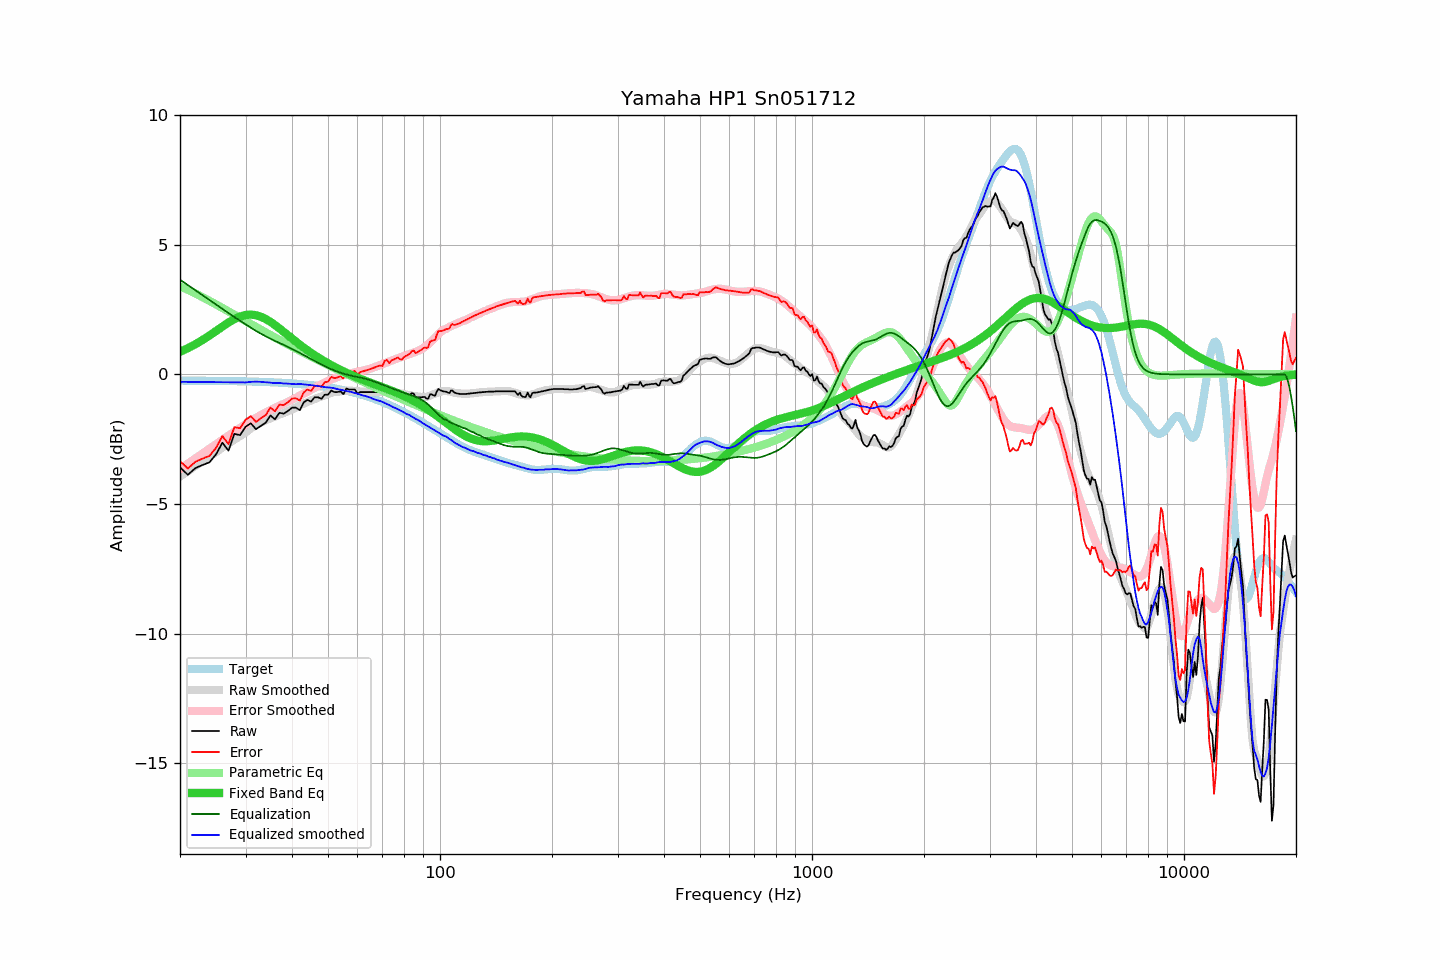 Yamaha HP1 Sn051712
10
5
0
−5
−10
−15
Amplitude (dBr)
Target
Raw Smoothed
Error Smoothed
Raw
Error
Parametric Eq
Fixed Band Eq
Equalization
Equalized smoothed
100 1000 10000
Frequency (Hz)